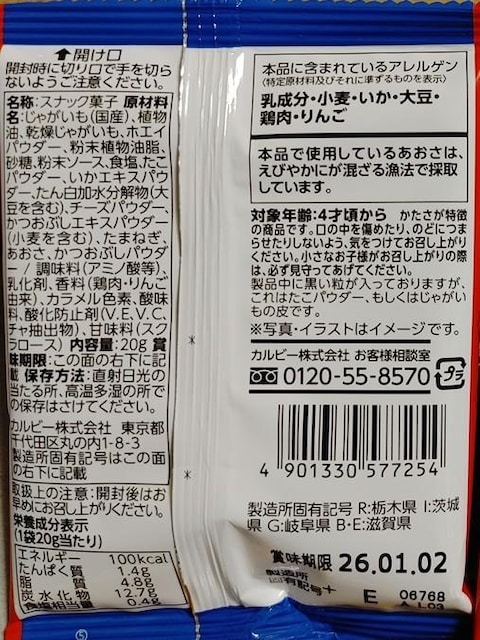 ⬆開け口
開封時に切り口で手を切ら
ないようご注意ください。
名称:スナック菓子 原材料
名:じゃがいも(国産)、植物
油、乾燥じゃがいも、ホエイ
パウダー、粉末植物油脂、
砂糖、粉末ソース、食塩、たこ
パウダー、いかエキスパウ
ダー、たん白加水分解物(大
豆を含む)、チーズパウダー、
かつおぶしエキスパウダー
(小麦を含む)、たまねぎ、
あおさ、かつおぶしパウダ
ー / 調味料(アミノ酸等)、
乳化剤、香料(鶏肉・りんご
由来)、カラメル色素、酸味
料、酸化防止剤(V.E、V.C、
チャ抽出物)、甘味料(スク
ラロース) 内容量:20g 賞
味期限:この面の右下に記
載 保存方法:直射日光の
当たる所、高温多湿の所で
の保存はさけてください。
カルビー株式会社 東京都
千代田区丸の内1-8-3
製造所固有記号はこの面
の右下に記載
取扱上の注意:開封後はお
早めにお召し上がりください。
栄養成分表示
(1袋20g当たり)
エネルギー 100kcal
たんぱく質 1.4g
脂質 4.8g
炭水化物 12.7g
食塩相当量 0.4g
本品に含まれているアレルゲン
(特定原材料及びそれに準ずるものを表示)
乳成分・小麦・いか・大豆・
鶏肉・りんご
本品で使用しているあおさは、
えびやかにが混ざる漁法で採取
しています。
対象年齢:4才頃から かたさが特徴
の商品です。口の中を傷めたり、のどにつま
らせたりしないよう、気をつけてお召し上がり
ください。小さなお子様がお召し上がりの際
は、必ず見守ってあげてください。
製品中に黒い粒が入っておりますが、
これはたこパウダー、もしくはじゃがい
もの皮です。
※写真・イラストはイメージです。
カルビー株式会社 お客様相談室
0120-55-8570
プラ
4 901330 577254
製造所固有記号 R:栃木県 I:茨城
県 G:岐阜県 B・E:滋賀県
賞味期限 26.01.02
製造所
固有記号+ E 06768
A L03
⑤